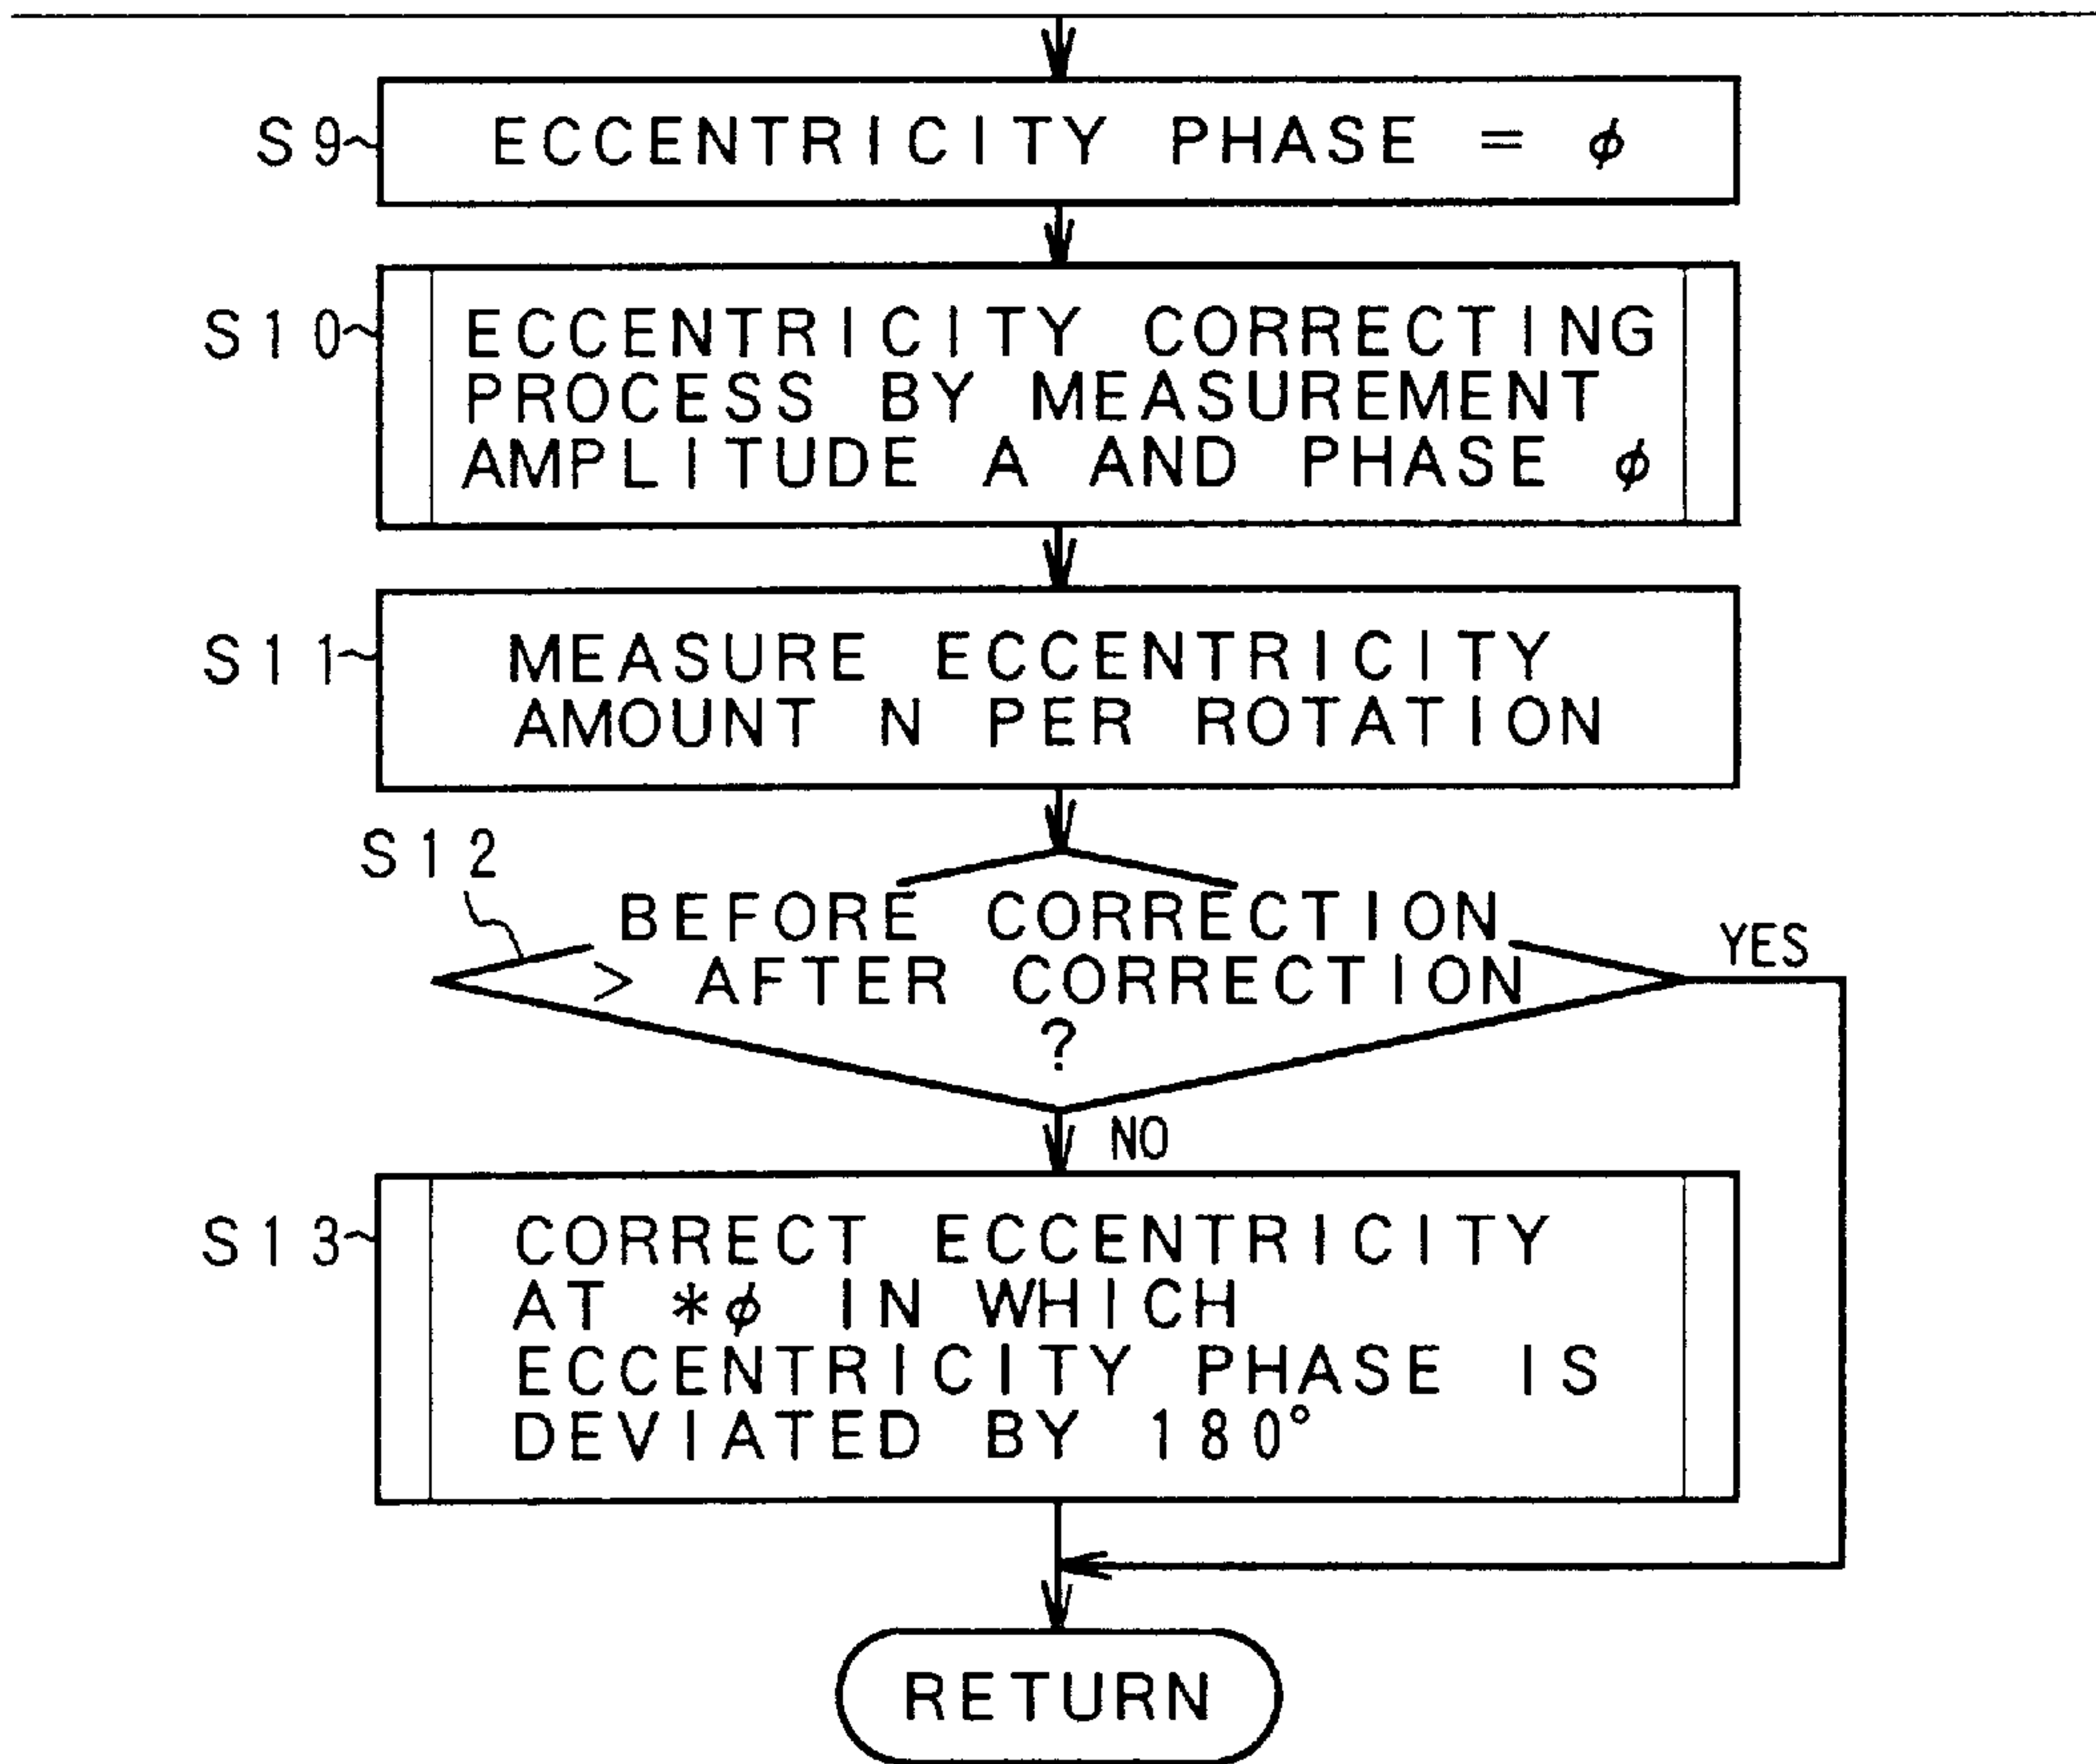 S9
ECCENTRICITY PHASE = ϕ
S10
ECCENTRICITY CORRECTING
PROCESS BY MEASUREMENT
AMPLITUDE A AND PHASE ϕ
S11
MEASURE ECCENTRICITY
AMOUNT N PER ROTATION
S12
BEFORE CORRECTION
> AFTER CORRECTION
?
YES
NO
S13
CORRECT ECCENTRICITY
AT *ϕ IN WHICH
ECCENTRICITY PHASE IS
DEVIATED BY 180°
RETURN